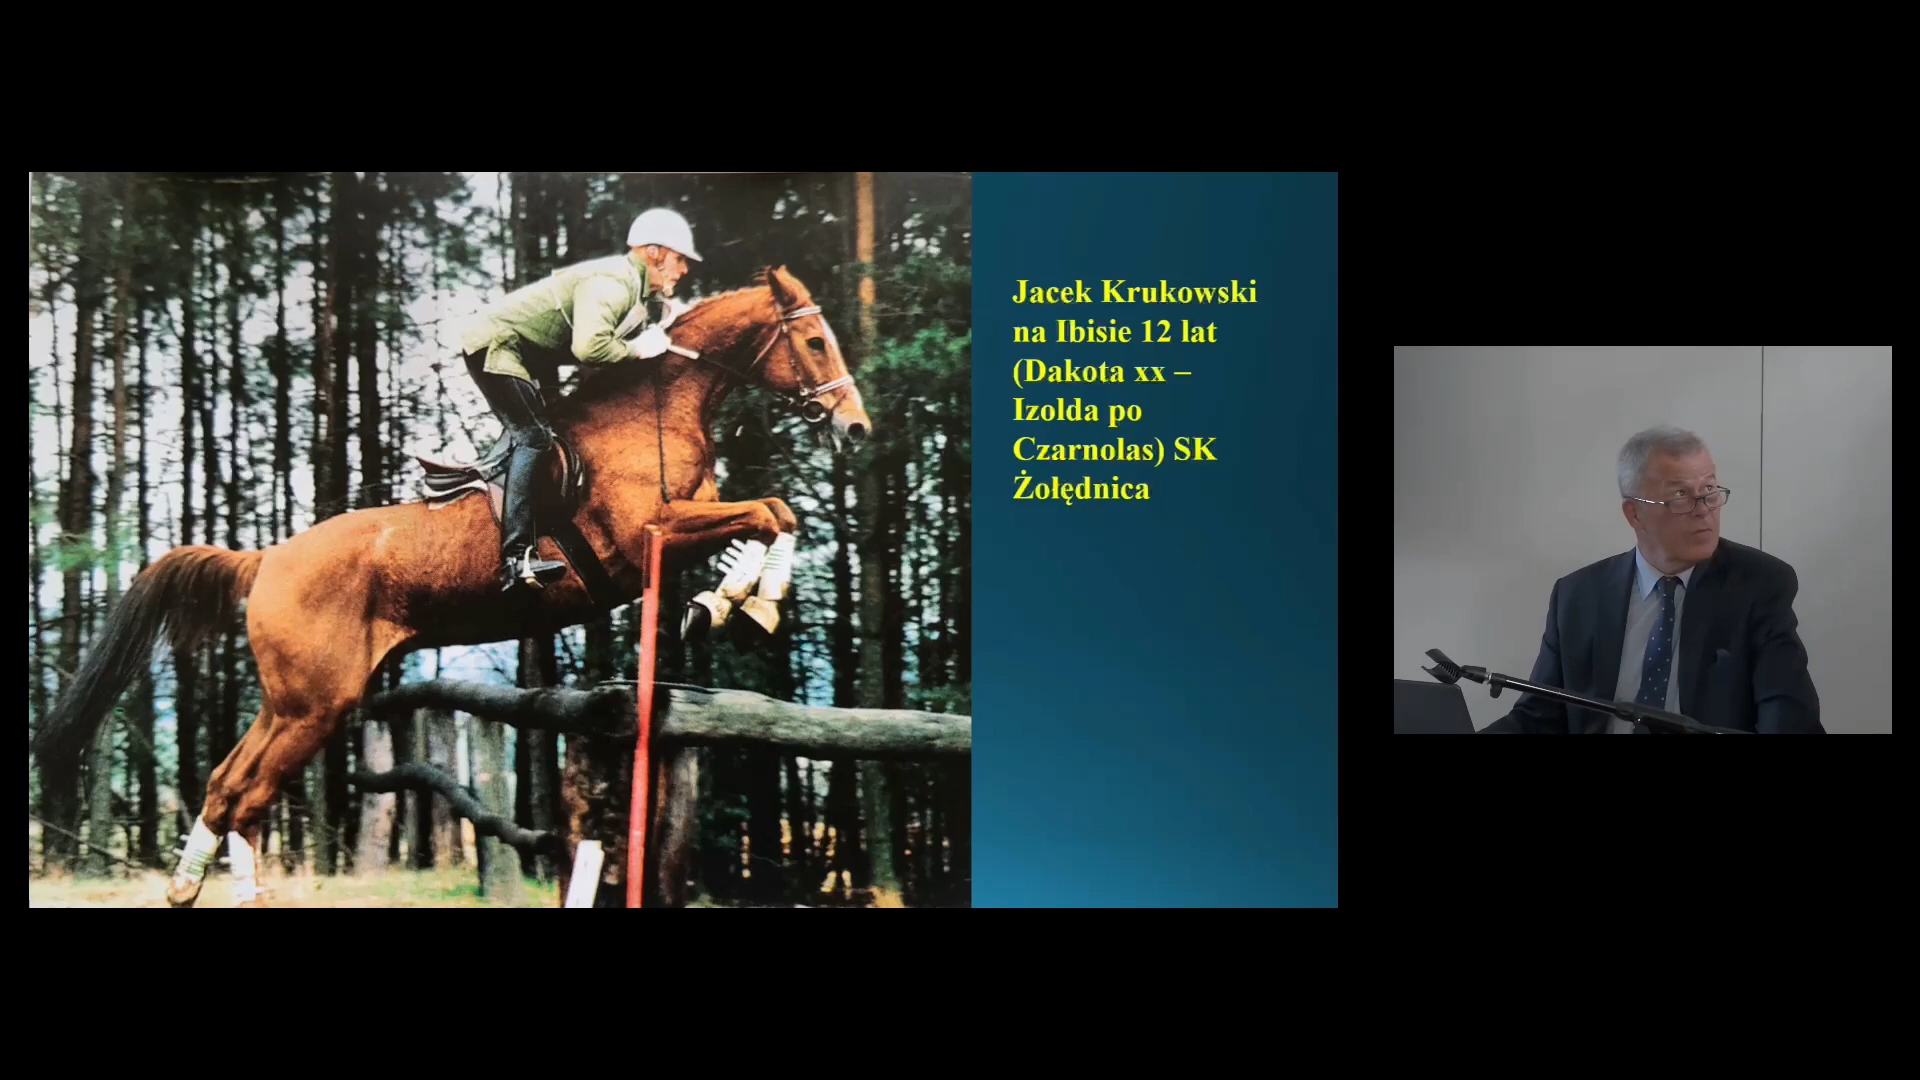 Jacek Krukowski
na Ibisie 12 lat
(Dakota xx –
Izolda po
Czarnolas) SK
Żołędnica